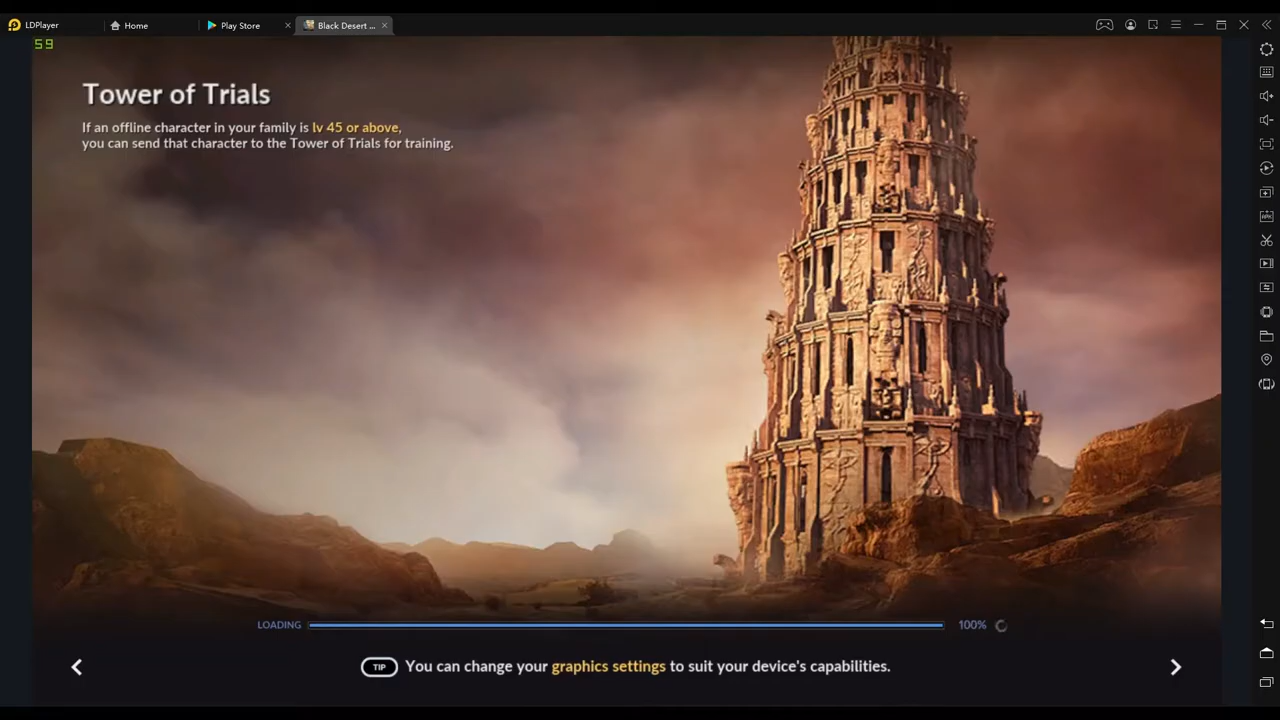 LDPlayer
Home
Play Store
Black Desert ...
59
Tower of Trials
If an offline character in your family is lv 45 or above,
you can send that character to the Tower of Trials for training.
LOADING
100%
TIP
You can change your graphics settings to suit your device's capabilities.